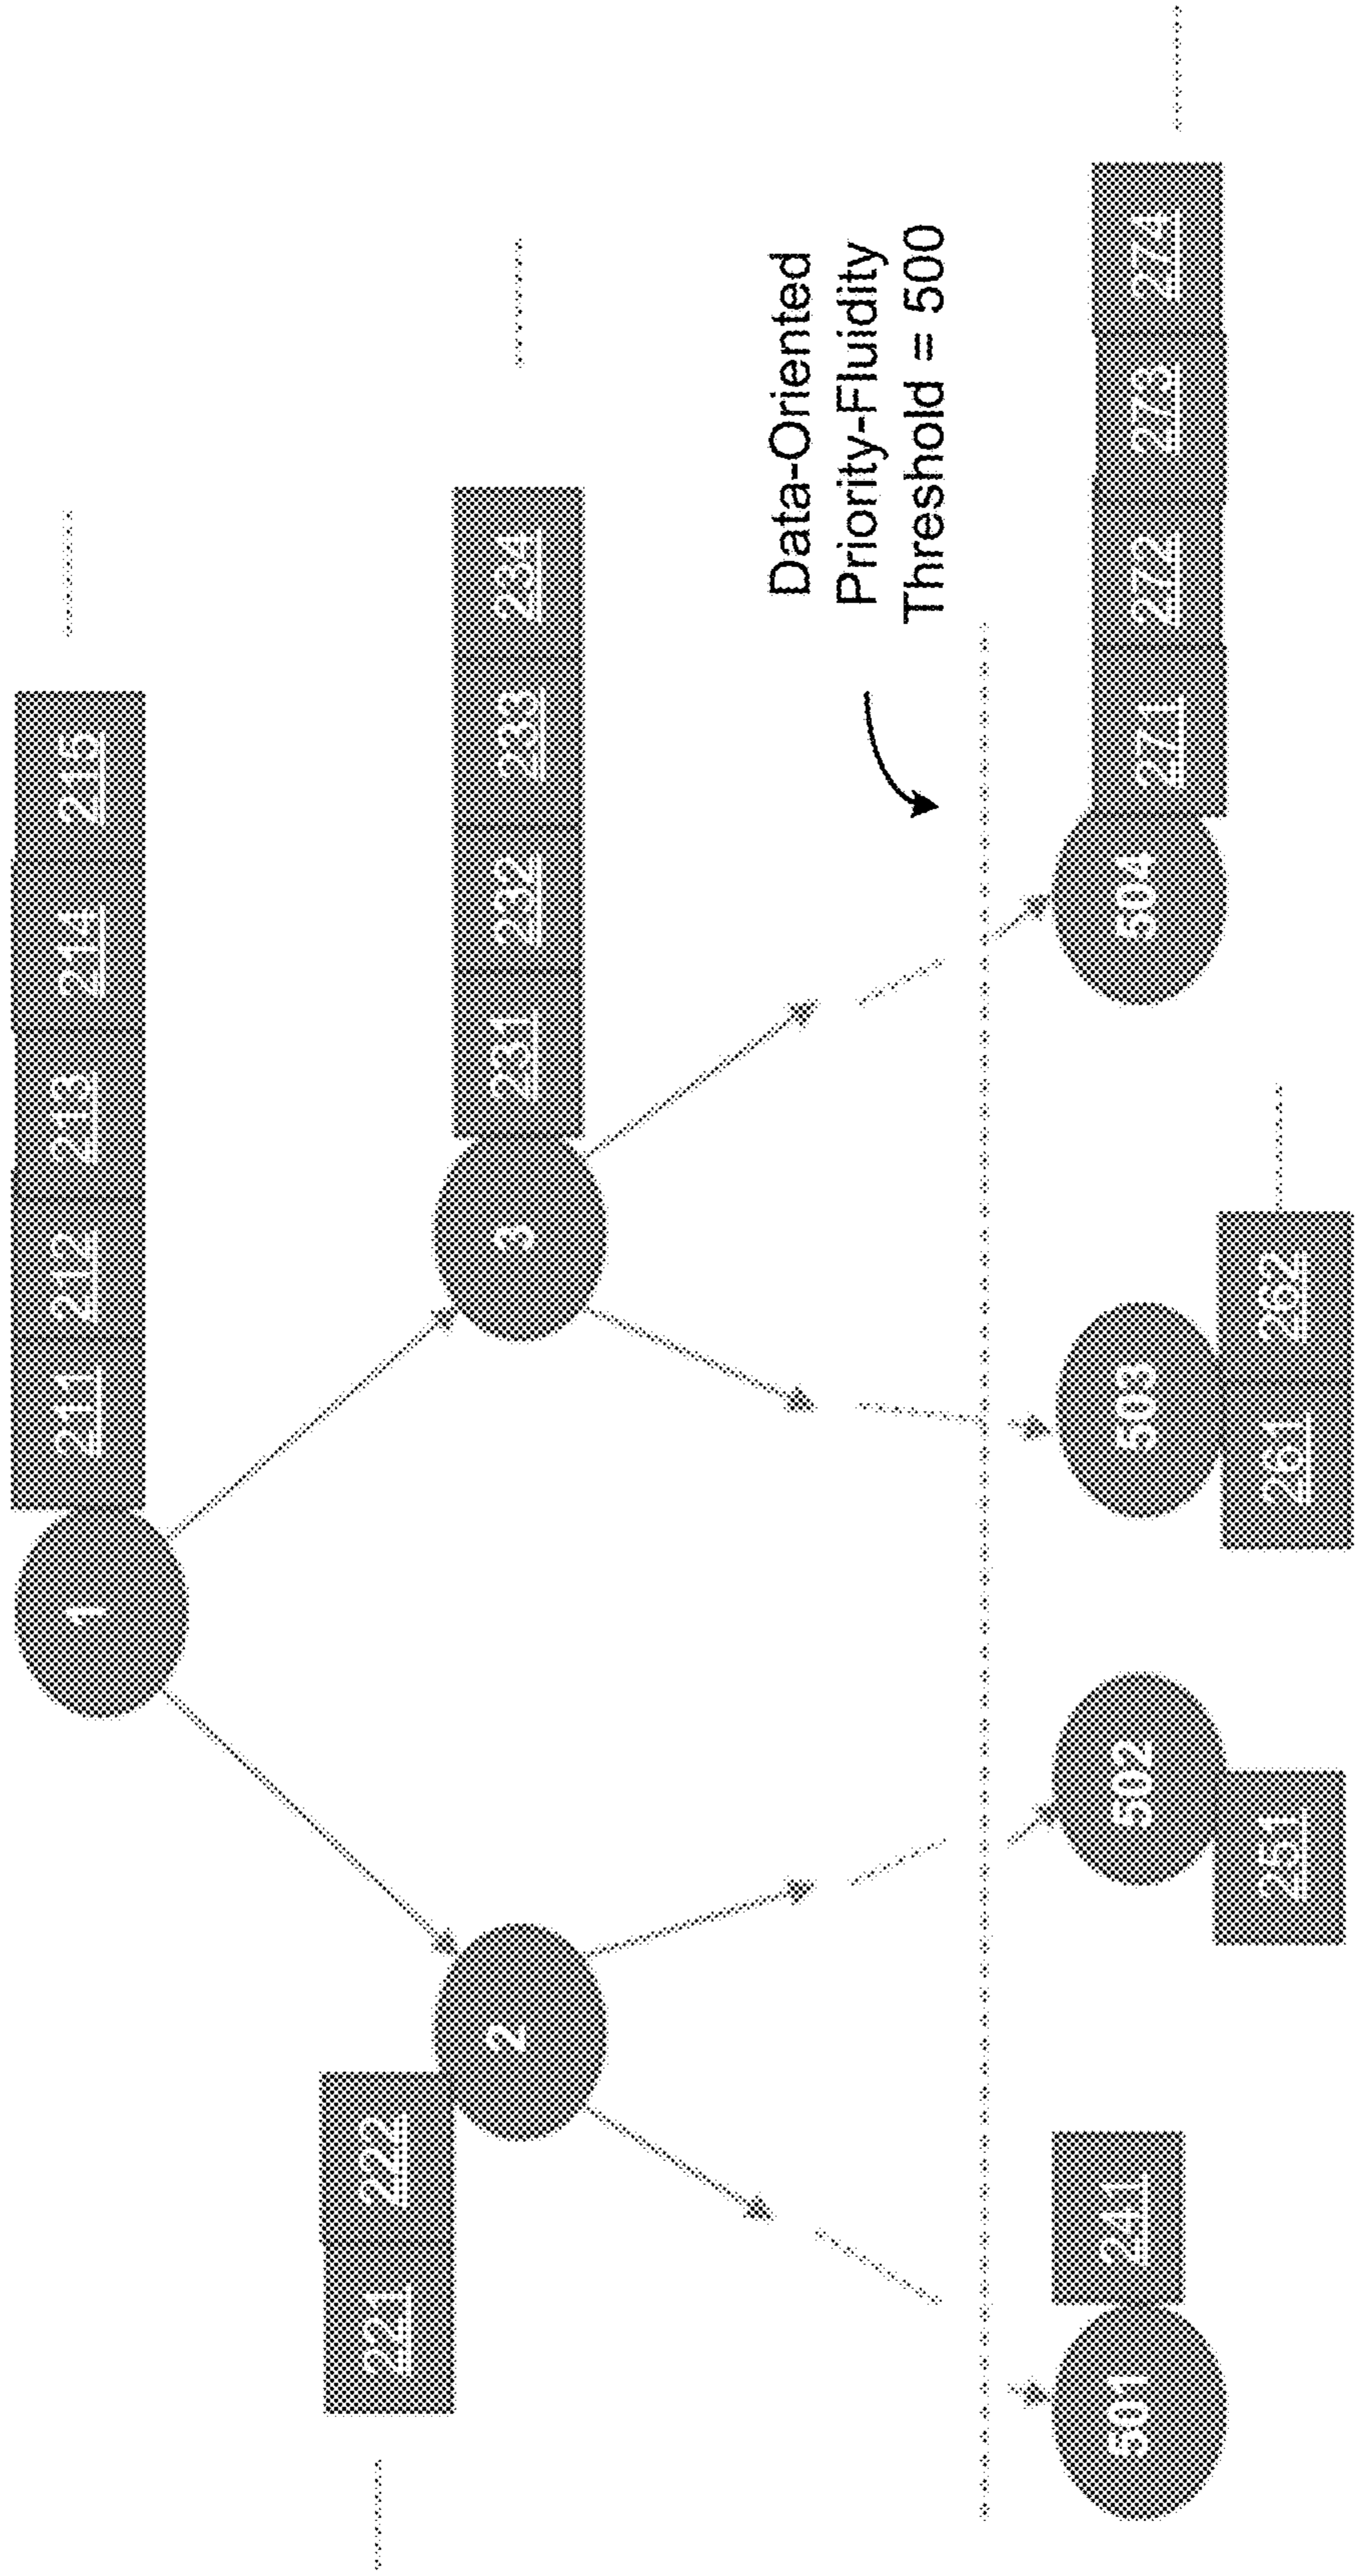 1
211 212 213 214 215
221 222
2
3
231 232 233 234
Data-Oriented
Priority-Fluidity
Threshold = 500
501
241
502
251
503
261 262
504
271 272 273 274